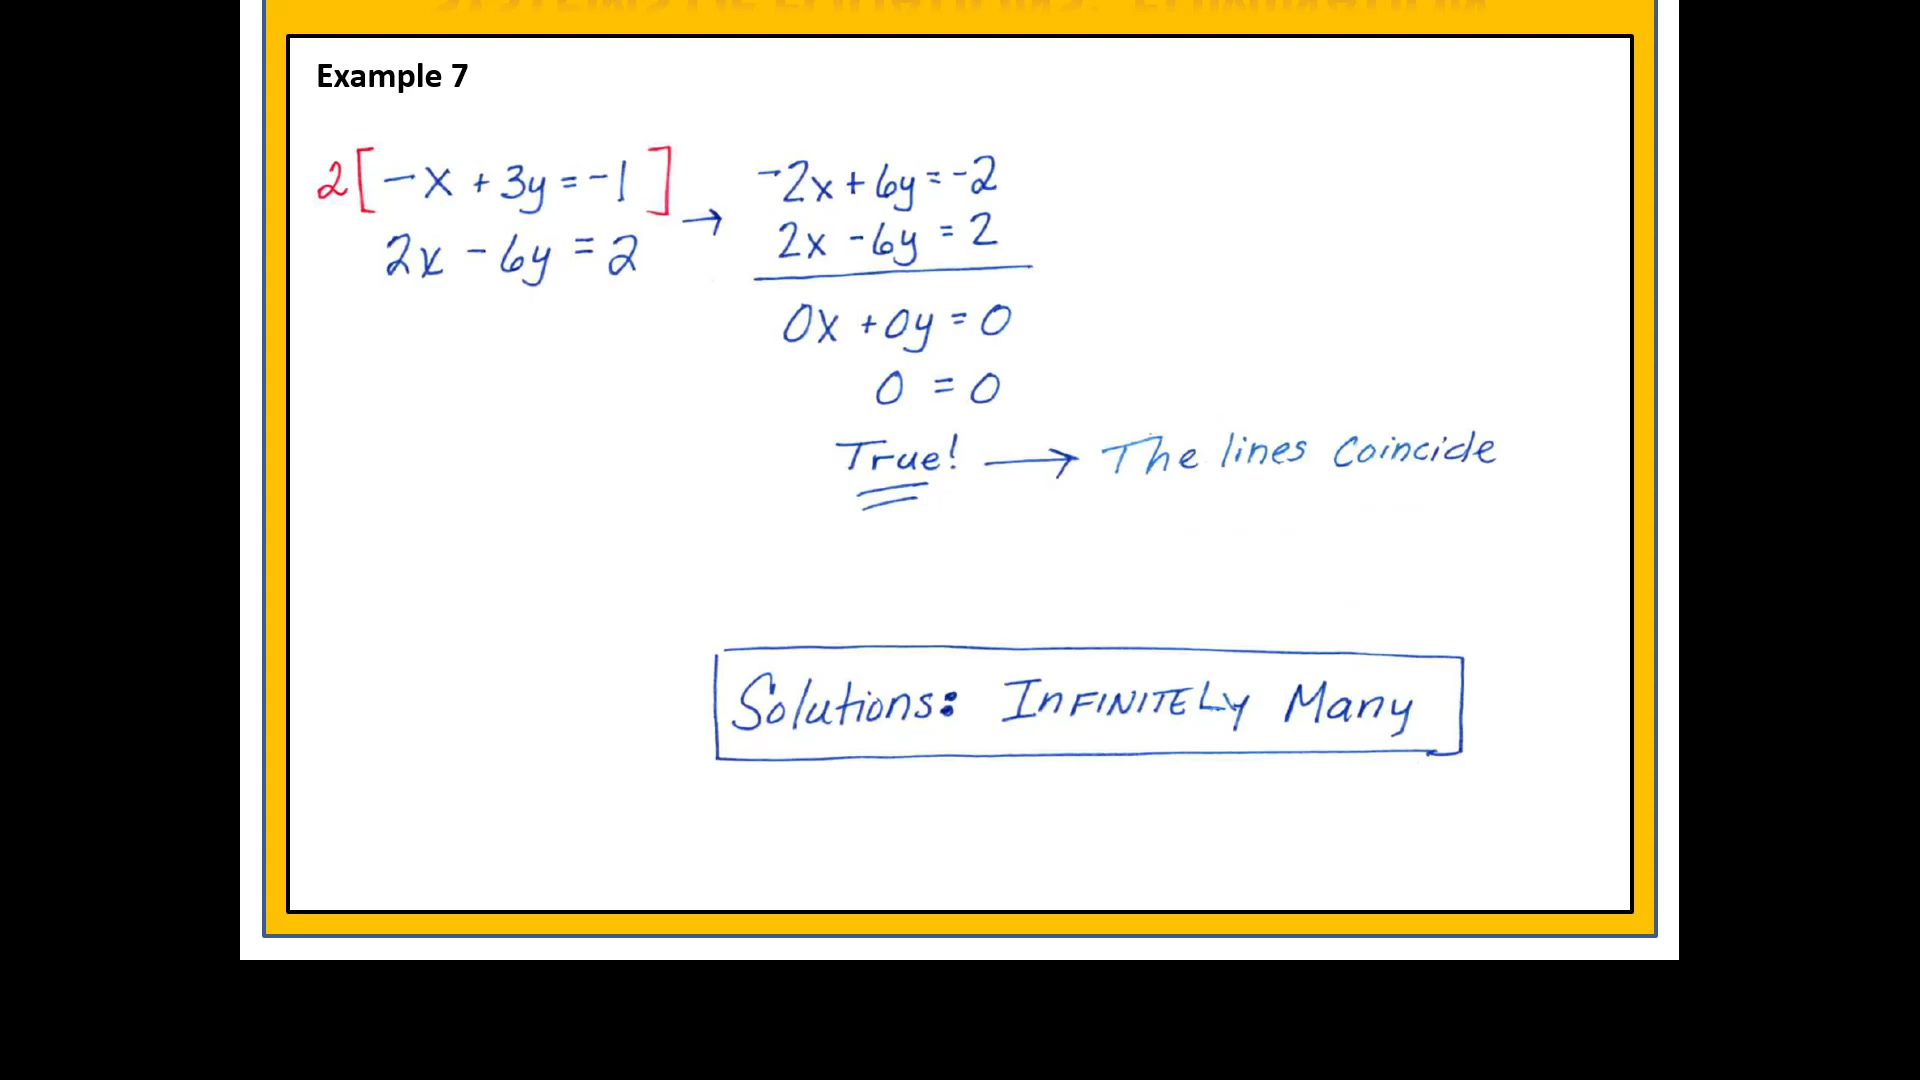 Example 7
2[ -x + 3y = -1 ] → -2x + 6y = -2
2x - 6y = 2
2x - 6y = 2
0x + 0y = 0
0 = 0
True! → The lines coincide
Solutions: INFINITELY Many